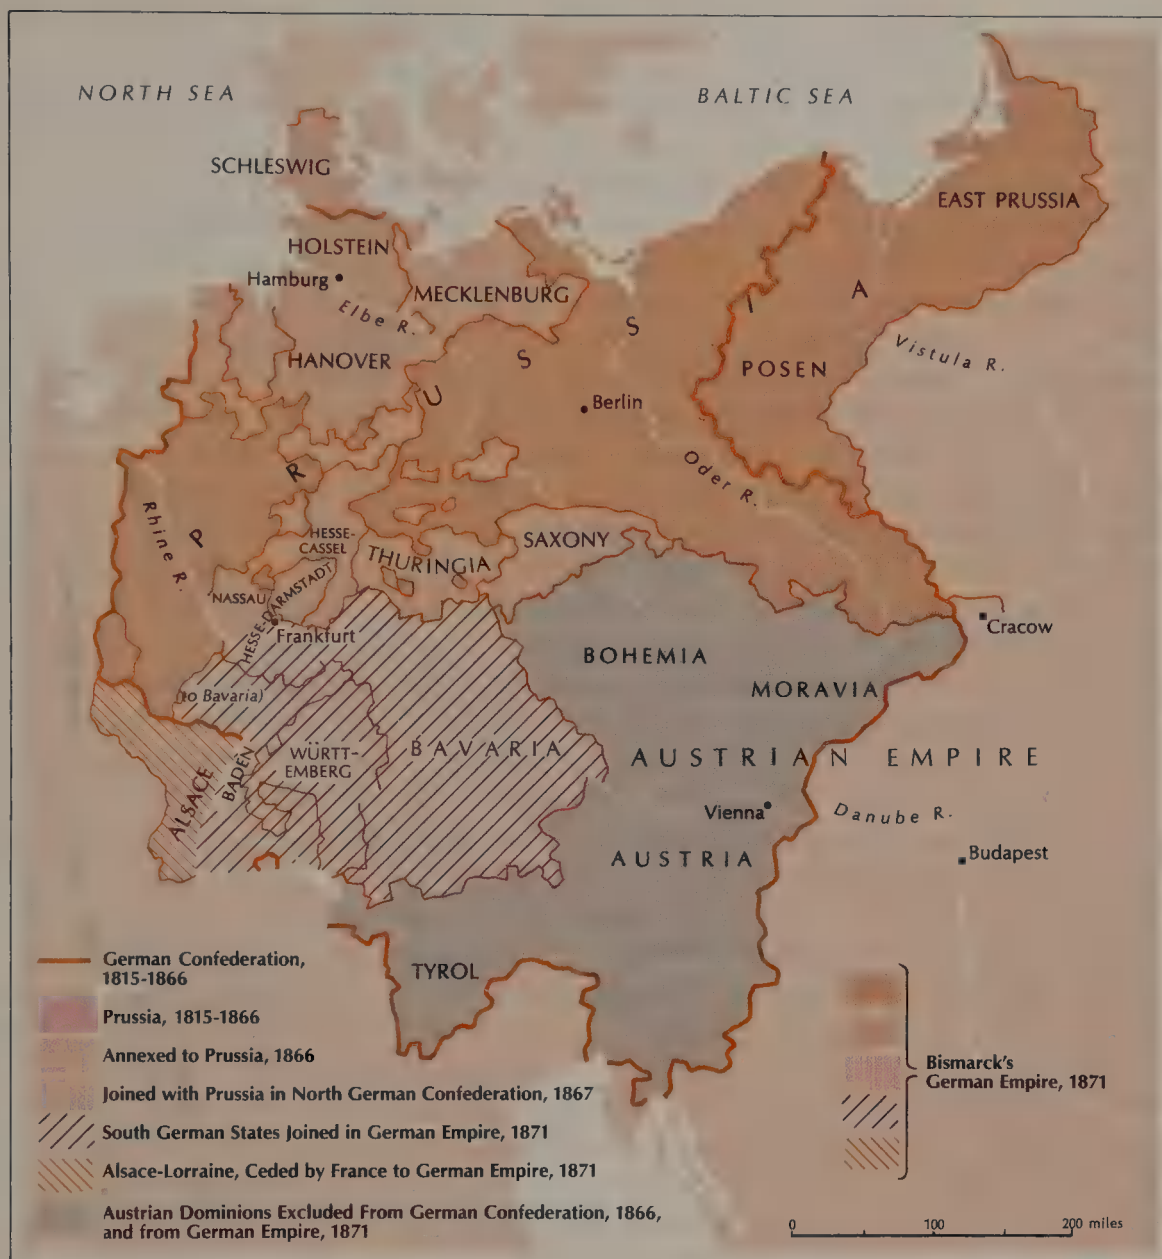 NORTH SEA
BALTIC SEA
SCHLESWIG
EAST PRUSSIA
HOLSTEIN
Hamburg
MECKLENBURG
Elbe R.
HANOVER
P R U S S I A
POSEN
Vistula R.
Berlin
Oder R.
Rhine R.
HESSE-
CASSEL
THURINGIA
SAXONY
NASSAU
HESSE-DARMSTADT
Frankfurt
Cracow
BOHEMIA
MORAVIA
(to Bavaria)
WÜRTT-
EMBERG
BAVARIA
BADEN
ALSACE
AUSTRIAN EMPIRE
Vienna
Danube R.
AUSTRIA
Budapest
TYROL
German Confederation,
1815-1866
Prussia, 1815-1866
Annexed to Prussia, 1866
Joined with Prussia in North German Confederation, 1867
South German States Joined in German Empire, 1871
Alsace-Lorraine, Ceded by France to German Empire, 1871
Austrian Dominions Excluded From German Confederation, 1866,
and from German Empire, 1871
Bismarck's
German Empire, 1871
0 100 200 miles